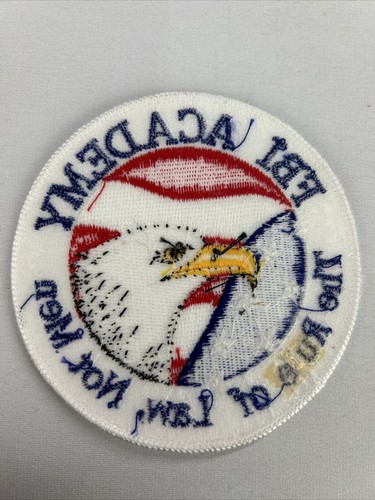 FBI ACADEMY
The Rule of Law, Not Men